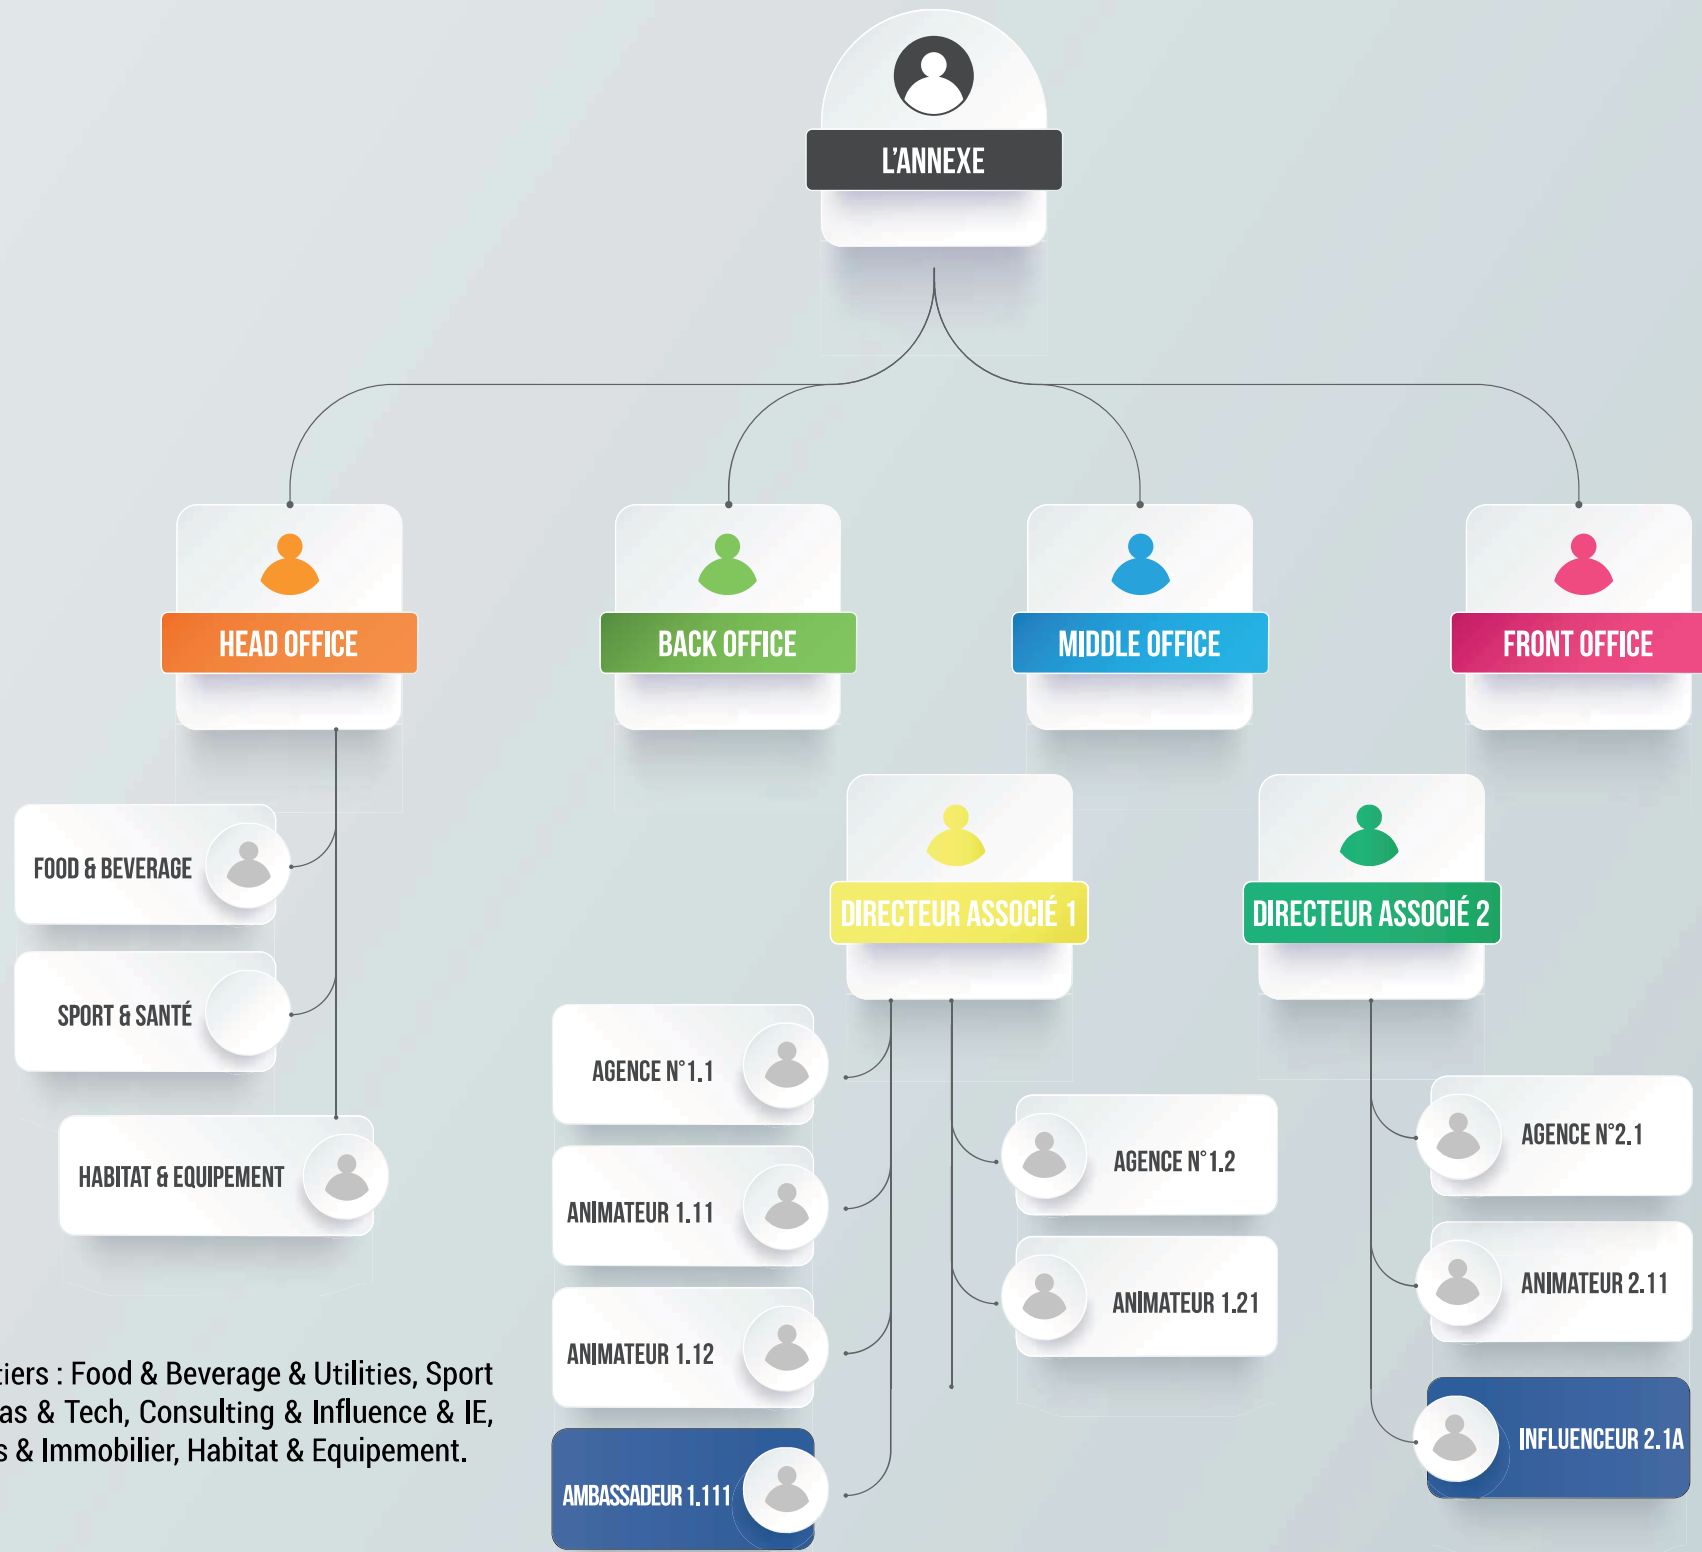 L'ANNEXE
HEAD OFFICE
BACK OFFICE
MIDDLE OFFICE
FRONT OFFICE
FOOD & BEVERAGE
SPORT & SANTÉ
HABITAT & EQUIPEMENT
DIRECTEUR ASSOCIÉ 1
DIRECTEUR ASSOCIÉ 2
AGENCE N°1.1
ANIMATEUR 1.11
ANIMATEUR 1.12
AMBASSADEUR 1.111
AGENCE N°1.2
ANIMATEUR 1.21
AGENCE N°2.1
ANIMATEUR 2.11
INFLUENCEUR 2.1A
: Food & Beverage & Utilities, Sport
& Tech, Consulting & Influence & IE,
& Immobilier, Habitat & Equipement.